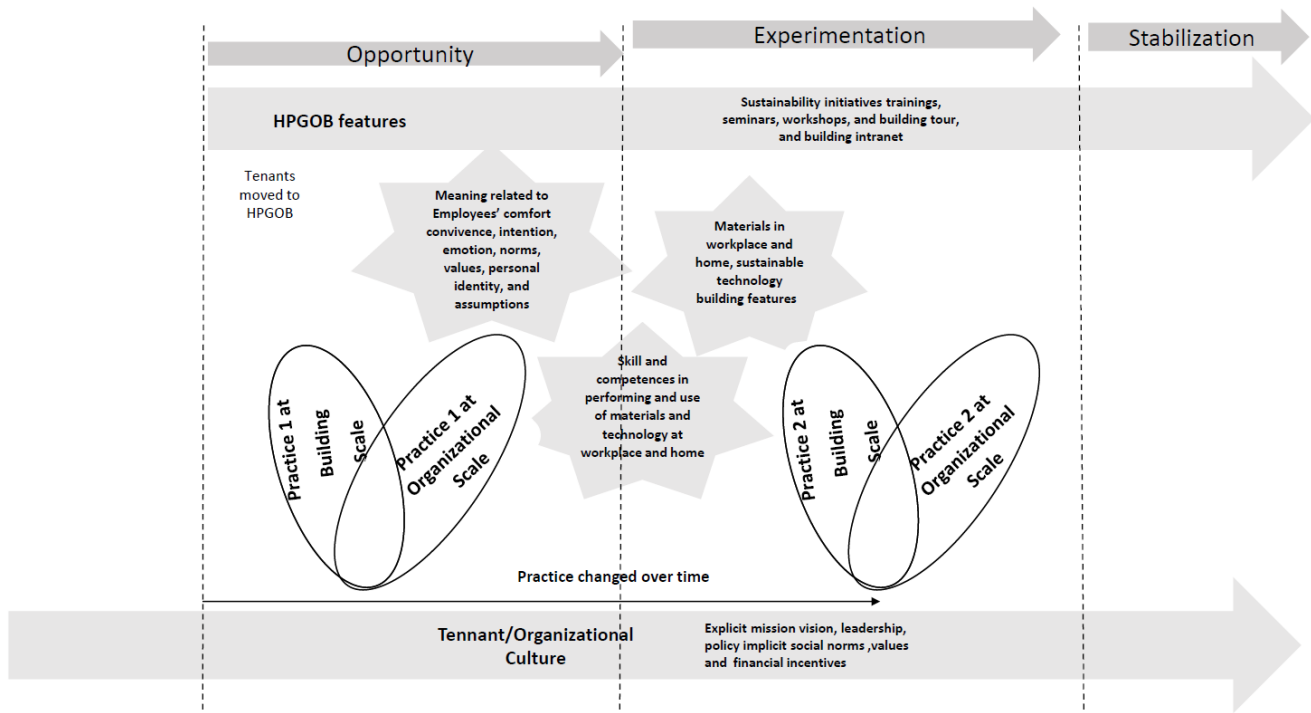 Opportunity
Experimentation
Stabilization
HPGOB features
Sustainability initiatives trainings,
seminars, workshops, and building tour,
and building intranet
Tenants
moved to
HPGOB
Meaning related to
Employees' comfort
convivence, intention,
emotion, norms,
values, personal
identity, and
assumptions
Materials in
workplace and
home, sustainable
technology
building features
Skill and
competences in
performing and use
of materials and
technology at
workplace and home
Practice 1 at
Building
Scale
Practice 1 at
Organizational
Scale
Practice 2 at
Building
Scale
Practice 2 at
Organizational
Scale
Practice changed over time
Tennant/Organizational
Culture
Explicit mission vision, leadership,
policy implicit social norms ,values
and financial incentives